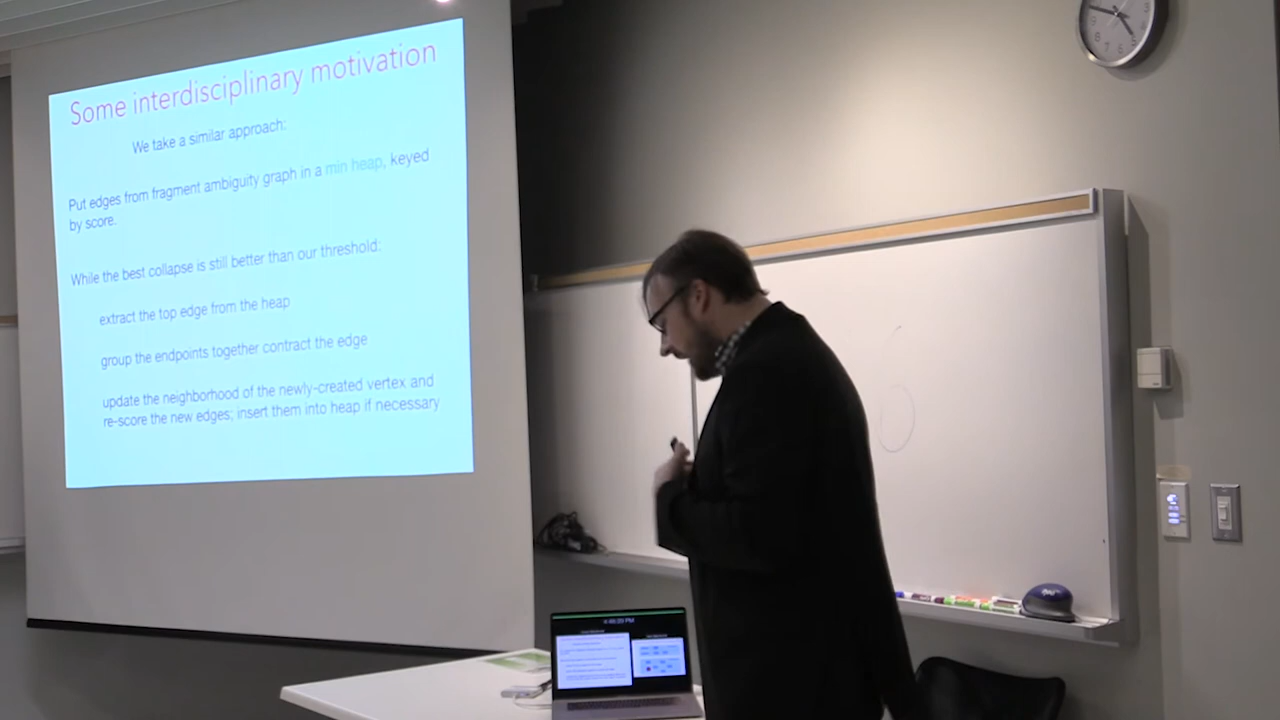 Some interdisciplinary motivation
We take a similar approach:
Put edges from fragment ambiguity graph in a min heap, keyed
by score.
While the best collapse is still better than our threshold:
extract the top edge from the heap
group the endpoints together contract the edge
update the neighborhood of the newly-created vertex and
re-score the new edges; insert them into heap if necessary